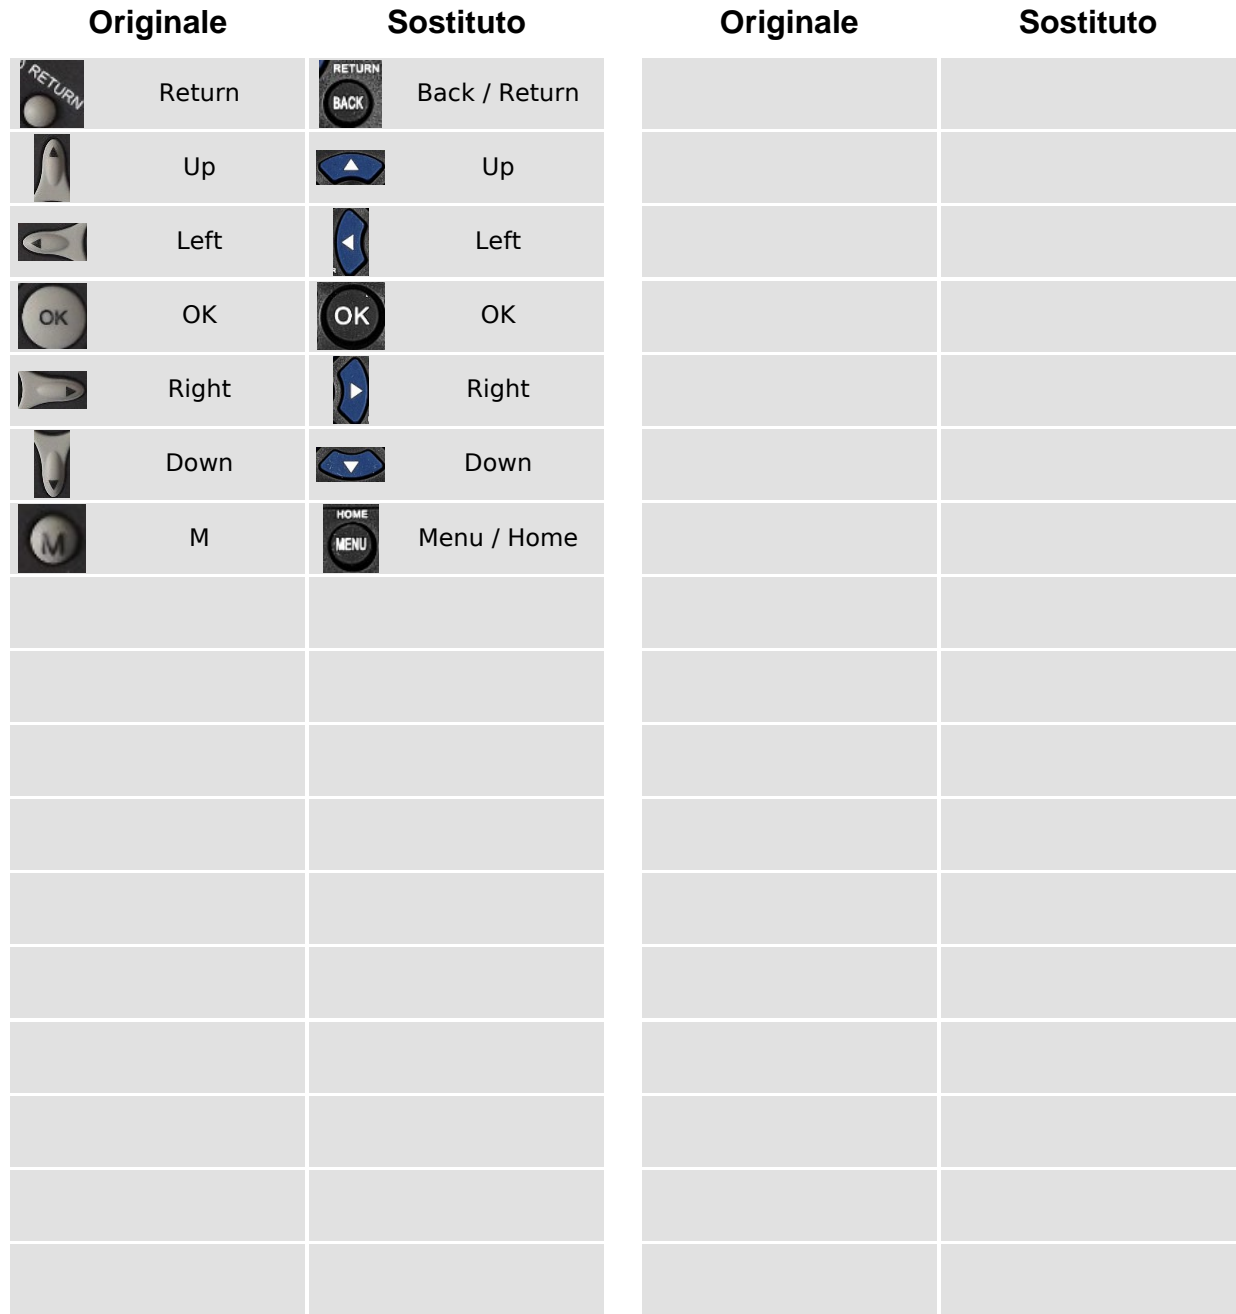 Originale Sostituto Originale Sostituto
RETURN Return RETURN BACK Back / Return
Up Up
Left Left
OK OK OK OK
Right Right
Down Down
M M HOME MENU Menu / Home